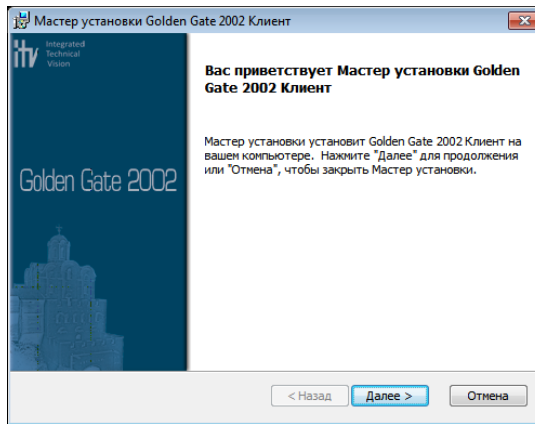 Мастер установки Golden Gate 2002 Клиент
itv
Integrated
Technical
Vision
Вас приветствует Мастер установки Golden
Gate 2002 Клиент
Мастер установки установит Golden Gate 2002 Клиент на
вашем компьютере. Нажмите "Далее" для продолжения
или "Отмена", чтобы закрыть Мастер установки.
Golden Gate 2002
< Назад
Далее >
Отмена